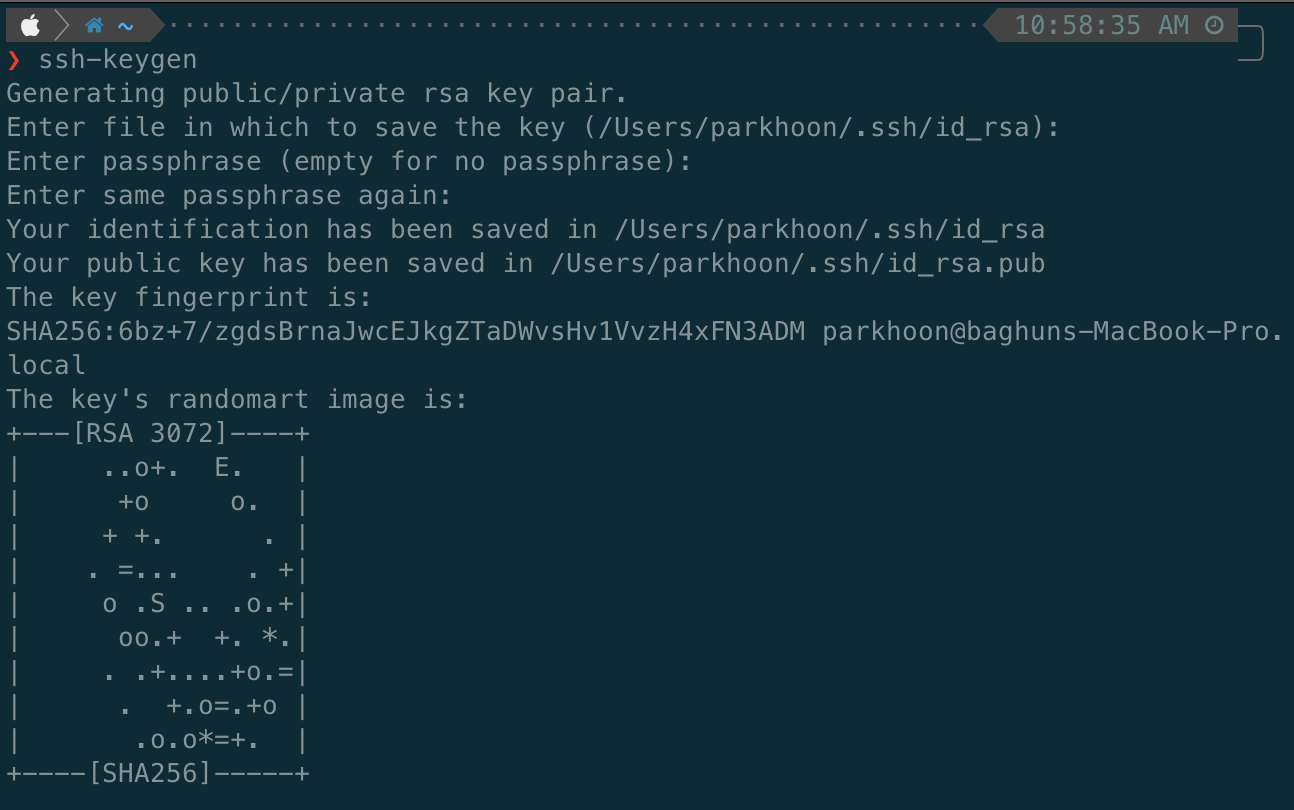 ~ 10:58:35 AM
❯ ssh-keygen
Generating public/private rsa key pair.
Enter file in which to save the key (/Users/parkhoon/.ssh/id_rsa):
Enter passphrase (empty for no passphrase):
Enter same passphrase again:
Your identification has been saved in /Users/parkhoon/.ssh/id_rsa
Your public key has been saved in /Users/parkhoon/.ssh/id_rsa.pub
The key fingerprint is:
SHA256:6bz+7/zgdsBrnaJwcEJkgZTaDWvsHv1VvzH4xFN3ADM parkhoon@baghuns-MacBook-Pro.
local
The key's randomart image is:
+---[RSA 3072]----+
|     ..o+.  E.   |
|      +o     o.  |
|     + +.      . |
|    . =...    . +|
|     o .S .. .o.+|
|      oo.+  +. *.|
|     . .+....+o.=|
|      .  +.o=.+o |
|       .o.o*=+.  |
+----[SHA256]-----+